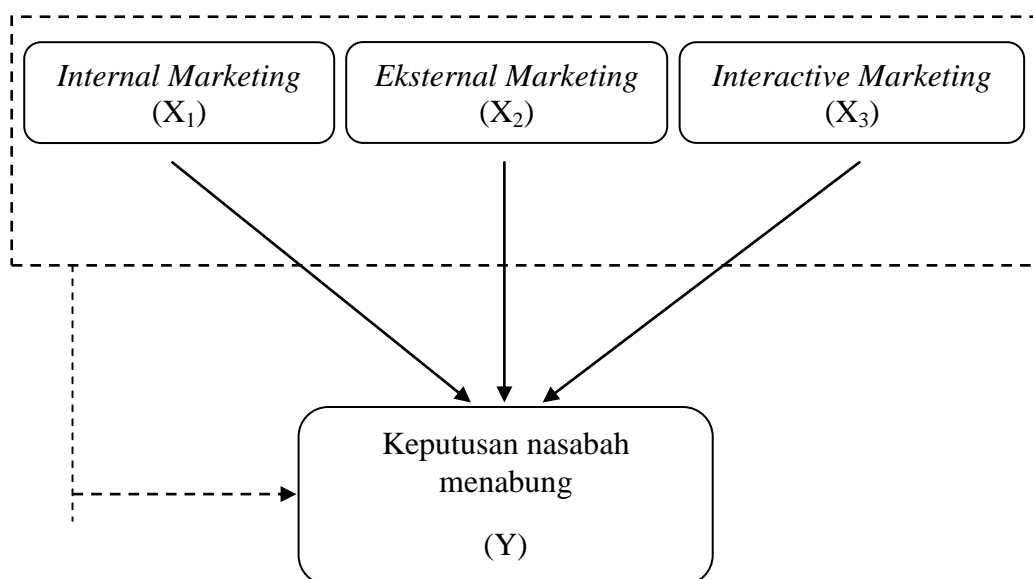 Internal Marketing
(X₁)
Eksternal Marketing
(X₂)
Interactive Marketing
(X₃)
Keputusan nasabah
menabung
(Y)